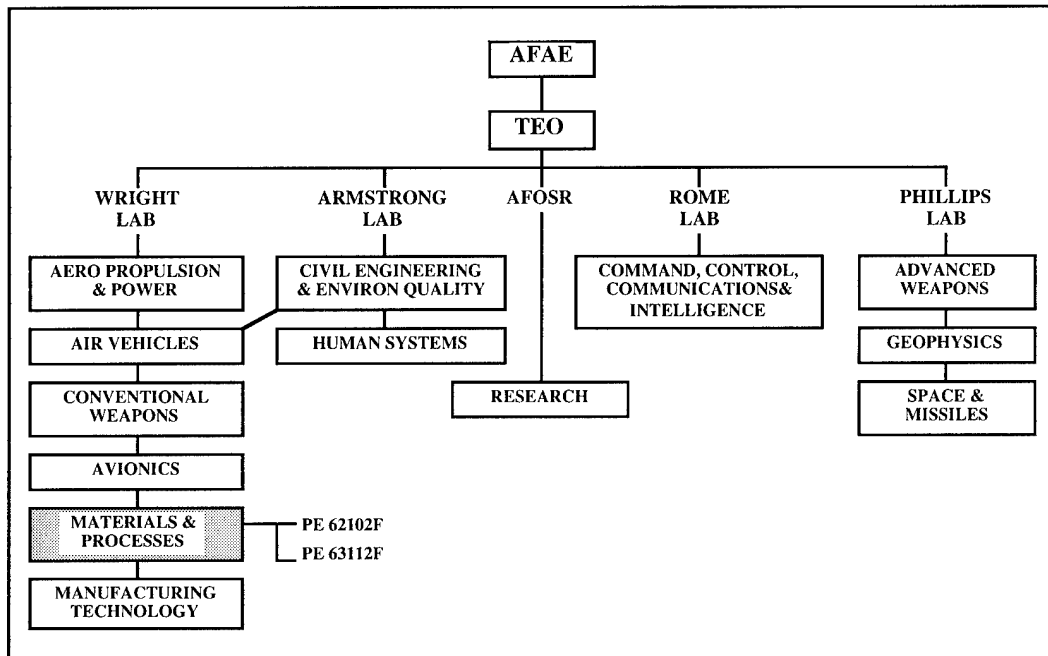 AFAE
TEO
WRIGHT
LAB
ARMSTRONG
LAB
AFOSR
ROME
LAB
PHILLIPS
LAB
AERO PROPULSION
& POWER
AIR VEHICLES
CONVENTIONAL
WEAPONS
AVIONICS
MATERIALS &
PROCESSES
PE 62102F
PE 63112F
MANUFACTURING
TECHNOLOGY
CIVIL ENGINEERING
& ENVIRON QUALITY
HUMAN SYSTEMS
RESEARCH
COMMAND, CONTROL,
COMMUNICATIONS&
INTELLIGENCE
ADVANCED
WEAPONS
GEOPHYSICS
SPACE &
MISSILES